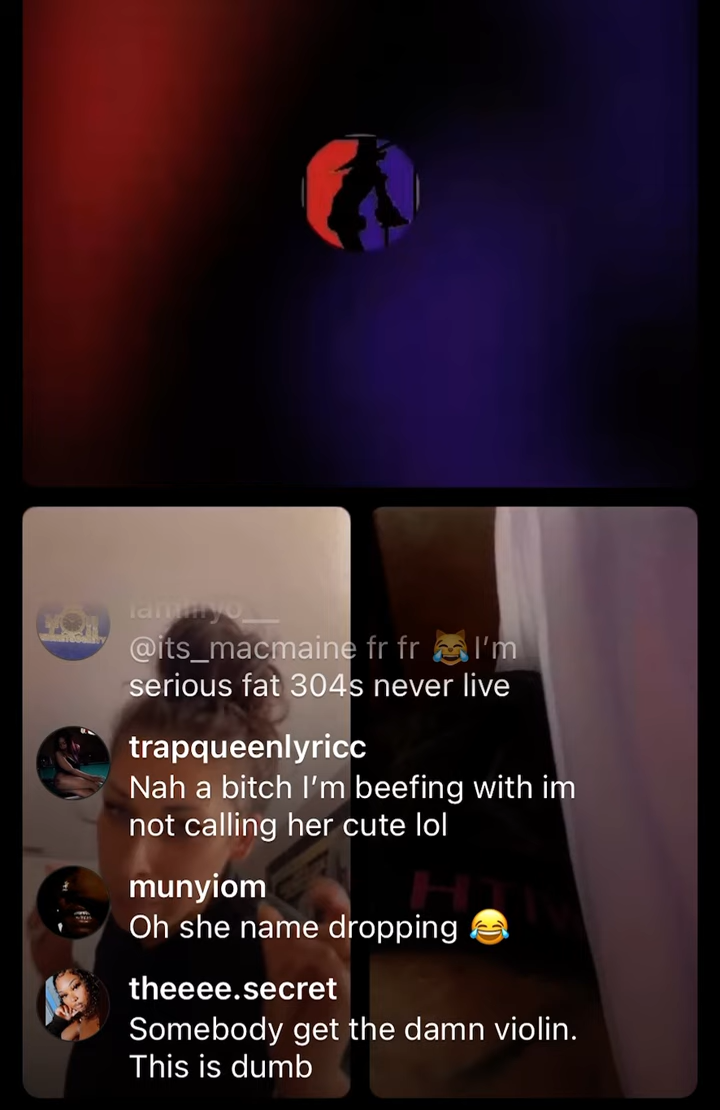 iamliyo__
@its_macmaine fr fr 😹I’m
serious fat 304s never live
trapqueenlyricc
Nah a bitch I’m beefing with im
not calling her cute lol
munyiom
Oh she name dropping 😂
theeee.secret
Somebody get the damn violin.
This is dumb